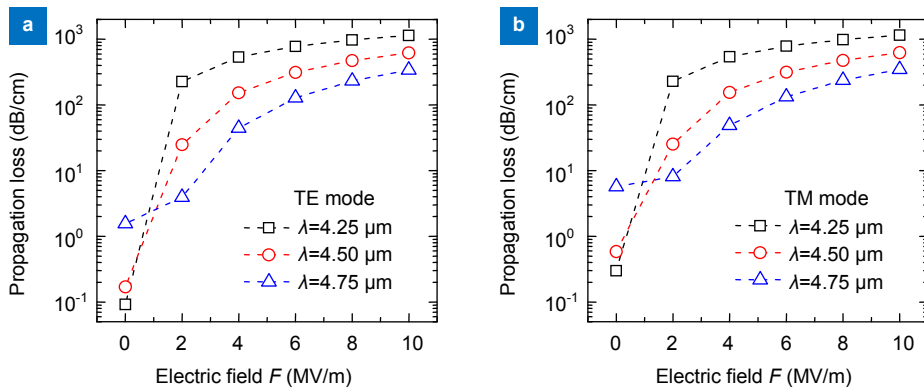 a
Propagation loss (dB/cm)
10³
10²
10¹
10⁰
10⁻¹
TE mode
λ=4.25 µm
λ=4.50 µm
λ=4.75 µm
0 2 4 6 8 10
Electric field F (MV/m)
b
Propagation loss (dB/cm)
10³
10²
10¹
10⁰
10⁻¹
TM mode
λ=4.25 µm
λ=4.50 µm
λ=4.75 µm
0 2 4 6 8 10
Electric field F (MV/m)